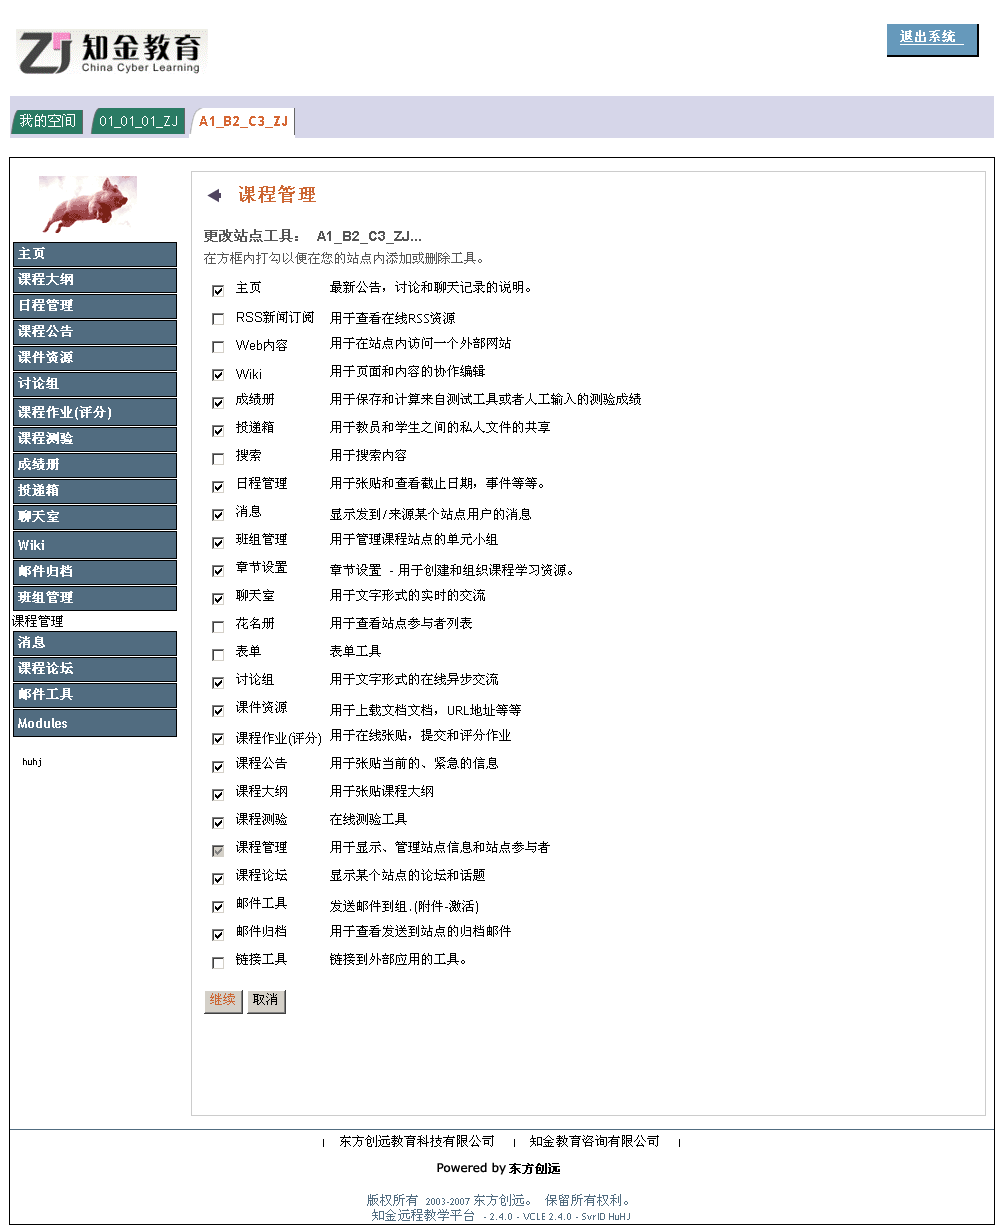 ZJ 知金教育
China Cyber Learning
退出系统
我的空间
01_01_01_ZJ
A1_B2_C3_ZJ
主页
课程大纲
日程管理
课程公告
课件资源
讨论组
课程作业(评分)
课程测验
成绩册
投递箱
聊天室
Wiki
邮件归档
班组管理
课程管理
消息
课程论坛
邮件工具
Modules
huhj
课程管理
更改站点工具： A1_B2_C3_ZJ...
在方框内打勾以便在您的站点内添加或删除工具。
主页 最新公告，讨论和聊天记录的说明。
RSS新闻订阅 用于查看在线RSS资源
Web内容 用于在站点内访问一个外部网站
Wiki 用于页面和内容的协作编辑
成绩册 用于保存和计算来自测试工具或者人工输入的测验成绩
投递箱 用于教员和学生之间的私人文件的共享
搜索 用于搜索内容
日程管理 用于张贴和查看截止日期，事件等等。
消息 显示发到/来源某个站点用户的消息
班组管理 用于管理课程站点的单元小组
章节设置 章节设置 - 用于创建和组织课程学习资源。
聊天室 用于文字形式的实时的交流
花名册 用于查看站点参与者列表
表单 表单工具
讨论组 用于文字形式的在线异步交流
课件资源 用于上载文档文档，URL地址等等
课程作业(评分) 用于在线张贴，提交和评分作业
课程公告 用于张贴当前的、紧急的信息
课程大纲 用于张贴课程大纲
课程测验 在线测验工具
课程管理 用于显示、管理站点信息和站点参与者
课程论坛 显示某个站点的论坛和话题
邮件工具 发送邮件到组.(附件-激活)
邮件归档 用于查看发送到站点的归档邮件
链接工具 链接到外部应用的工具。
继续 取消
| 东方创远教育科技有限公司 | 知金教育咨询有限公司 |
Powered by 东方创远
版权所有 2003-2007 东方创远。 保留所有权利。
知金远程教学平台 - 2.4.0 - VCLE 2.4.0 - SvrID HuHJ